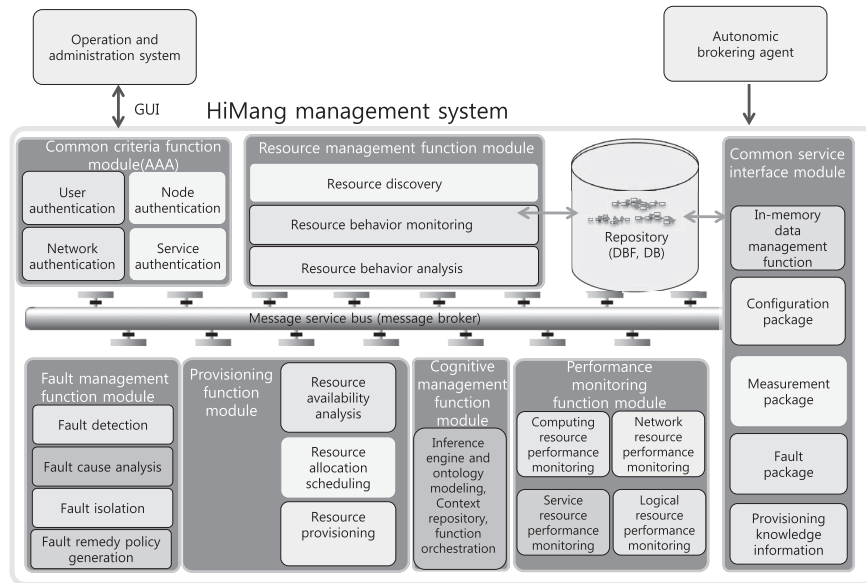 Operation and
administration system
Autonomic
brokering agent
GUI
HiMang management system
Common criteria function
module(AAA)
User
authentication
Node
authentication
Network
authentication
Service
authentication
Resource management function module
Resource discovery
Resource behavior monitoring
Resource behavior analysis
Repository
(DBF, DB)
Common service
interface module
In-memory
data
management
function
Configuration
package
Measurement
package
Fault
package
Provisioning
knowledge
information
Message service bus (message broker)
Fault management
function module
Fault detection
Fault cause analysis
Fault isolation
Fault remedy policy
generation
Provisioning
function
module
Resource
availability
analysis
Resource
allocation
scheduling
Resource
provisioning
Cognitive
management
function
module
Inference
engine and
ontology
modeling,
Context
repository,
function
orchestration
Performance
monitoring
function module
Computing
resource
performance
monitoring
Network
resource
performance
monitoring
Service
resource
performance
monitoring
Logical
resource
performance
monitoring